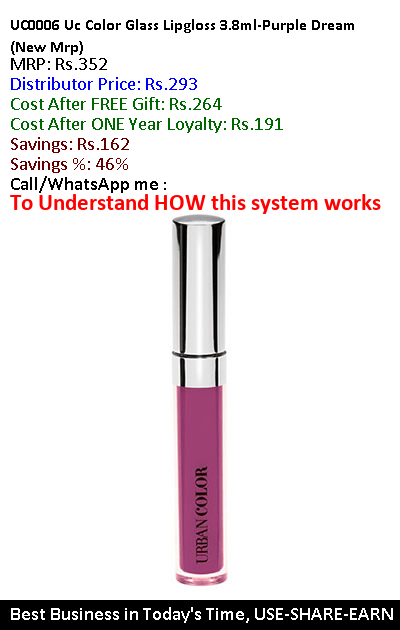 UC0006 Uc Color Glass Lipgloss 3.8ml-Purple Dream
(New Mrp)
MRP: Rs.352
Distributor Price: Rs.293
Cost After FREE Gift: Rs.264
Cost After ONE Year Loyalty: Rs.191
Savings: Rs.162
Savings %: 46%
Call/WhatsApp me :
To Understand HOW this system works
URBAN COLOR
Best Business in Today's Time, USE-SHARE-EARN